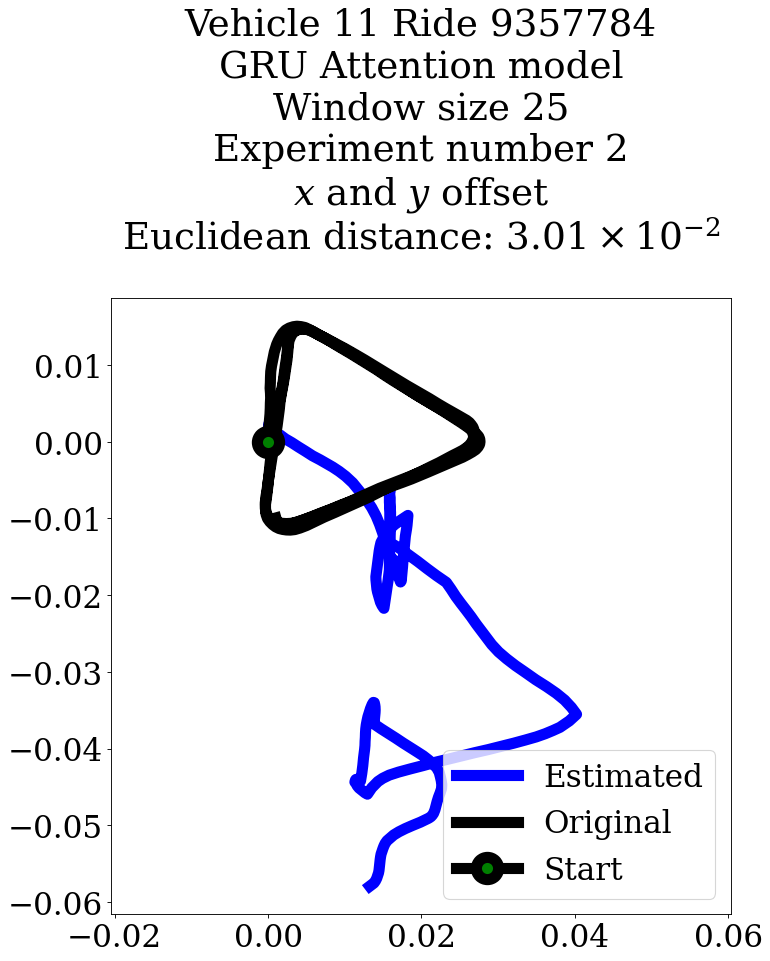 Vehicle 11 Ride 9357784
GRU Attention model
Window size 25
Experiment number 2
x and y offset
Euclidean distance: 3.01 × 10⁻²
0.01
0.00
−0.01
−0.02
−0.03
−0.04
−0.05
−0.06
Estimated
Original
Start
−0.02 0.00 0.02 0.04 0.06